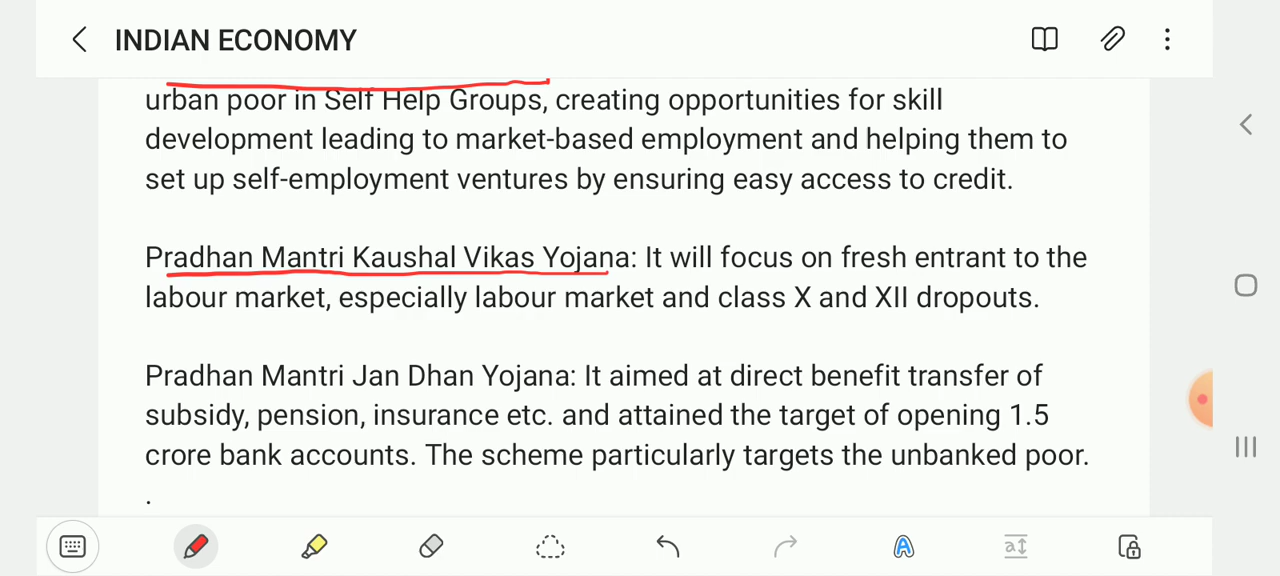 INDIAN ECONOMY
urban poor in Self Help Groups, creating opportunities for skill
development leading to market-based employment and helping them to
set up self-employment ventures by ensuring easy access to credit.
Pradhan Mantri Kaushal Vikas Yojana: It will focus on fresh entrant to the
labour market, especially labour market and class X and XII dropouts.
Pradhan Mantri Jan Dhan Yojana: It aimed at direct benefit transfer of
subsidy, pension, insurance etc. and attained the target of opening 1.5
crore bank accounts. The scheme particularly targets the unbanked poor.
.